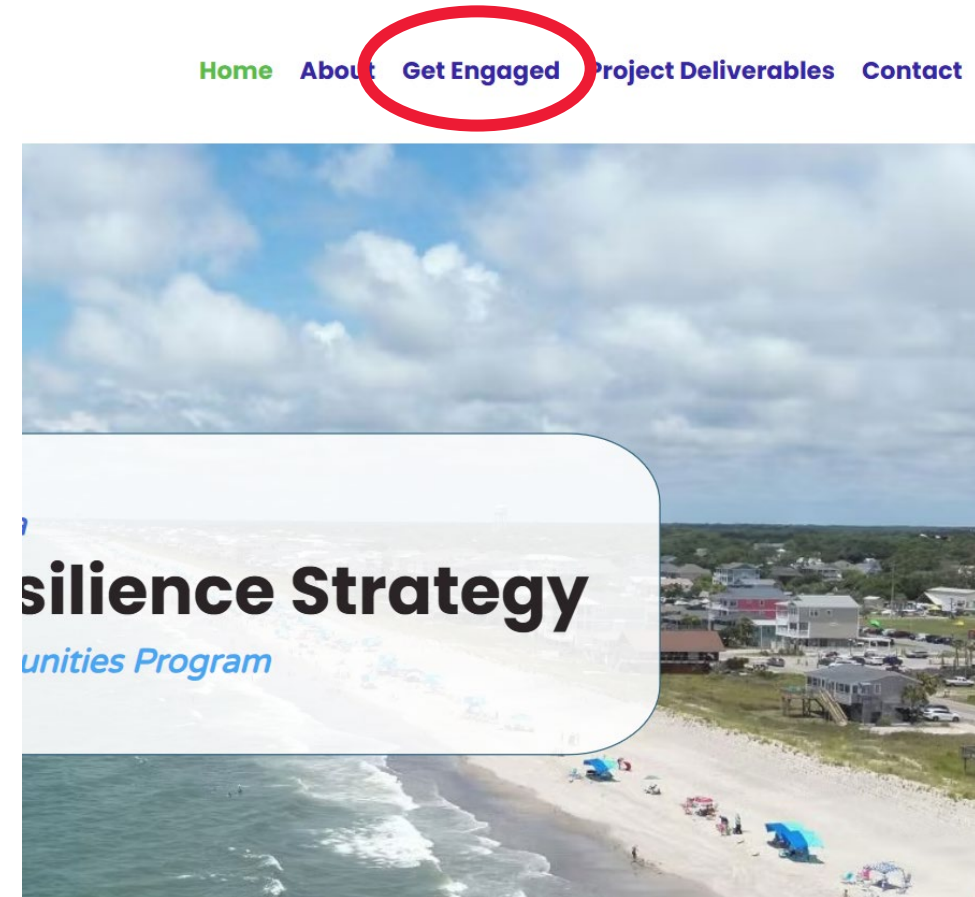 Home About Get Engaged Project Deliverables Contact
silience Strategy
unities Program